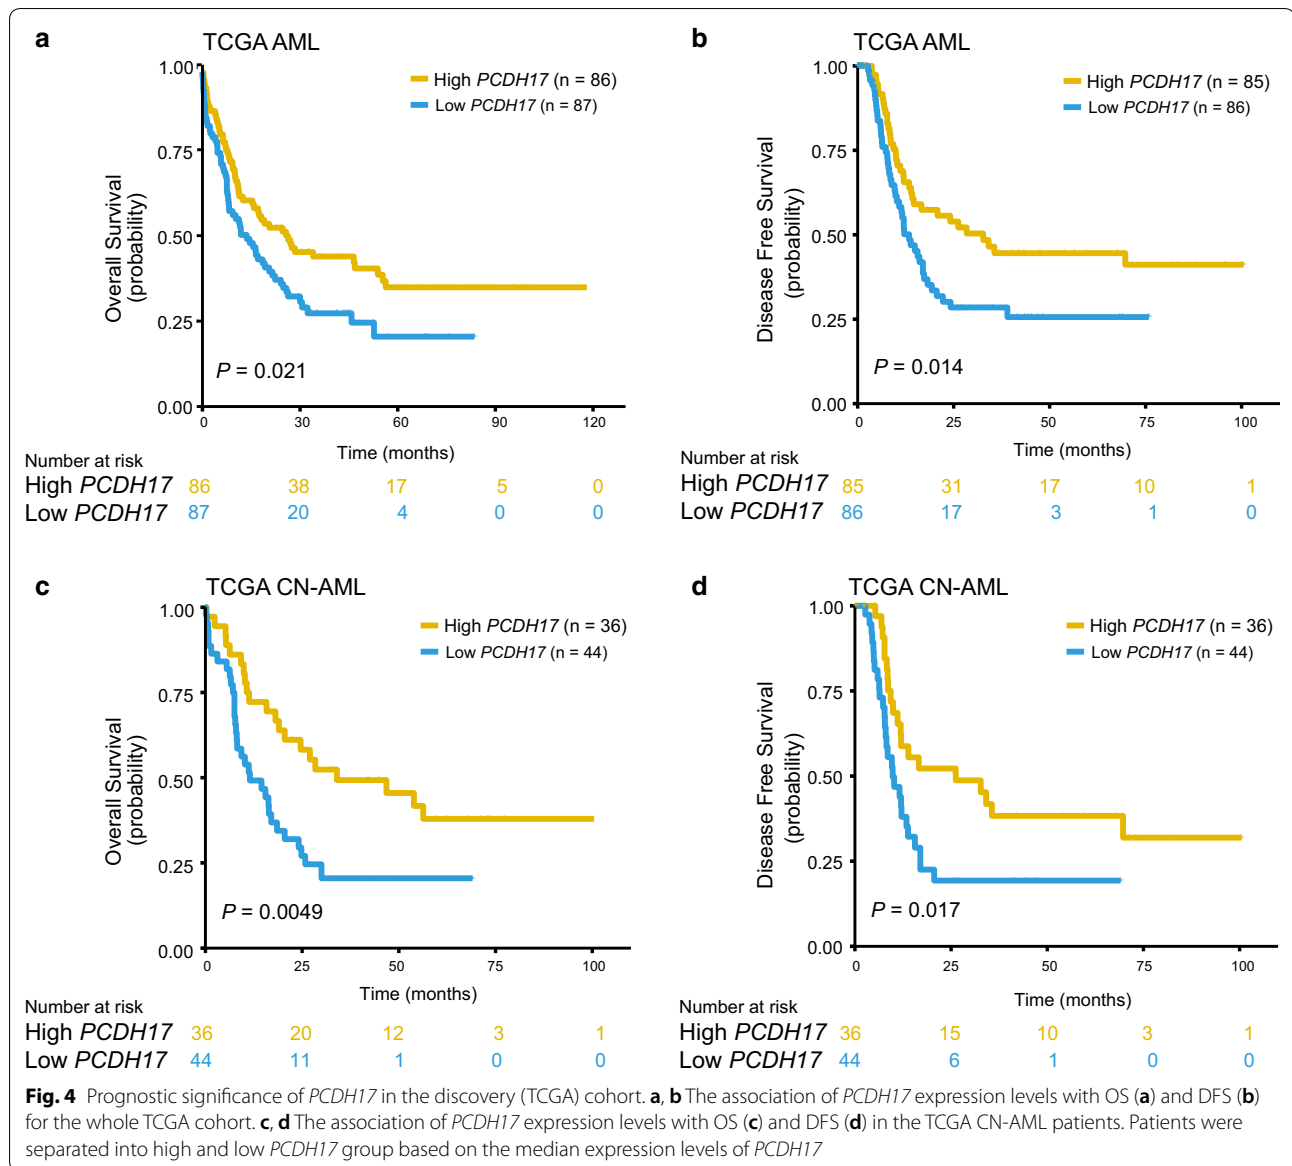 a
TCGA AML
High PCDH17 (n = 86)
Low PCDH17 (n = 87)
Overall Survival
(probability)
1.00
0.75
0.50
0.25
0.00
P = 0.021
0 30 60 90 120
Time (months)
Number at risk
High PCDH17 86 38 17 5 0
Low PCDH17 87 20 4 0 0
b
TCGA AML
High PCDH17 (n = 85)
Low PCDH17 (n = 86)
Disease Free Survival
(probability)
1.00
0.75
0.50
0.25
0.00
P = 0.014
0 25 50 75 100
Time (months)
Number at risk
High PCDH17 85 31 17 10 1
Low PCDH17 86 17 3 1 0
c
TCGA CN-AML
High PCDH17 (n = 36)
Low PCDH17 (n = 44)
Overall Survival
(probability)
1.00
0.75
0.50
0.25
0.00
P = 0.0049
0 25 50 75 100
Time (months)
Number at risk
High PCDH17 36 20 12 3 1
Low PCDH17 44 11 1 0 0
d
TCGA CN-AML
High PCDH17 (n = 36)
Low PCDH17 (n = 44)
Disease Free Survival
(probability)
1.00
0.75
0.50
0.25
0.00
P = 0.017
0 25 50 75 100
Time (months)
Number at risk
High PCDH17 36 15 10 3 1
Low PCDH17 44 6 1 0 0
Fig. 4 Prognostic significance of PCDH17 in the discovery (TCGA) cohort. a, b The association of PCDH17 expression levels with OS (a) and DFS (b)
for the whole TCGA cohort. c, d The association of PCDH17 expression levels with OS (c) and DFS (d) in the TCGA CN-AML patients. Patients were
separated into high and low PCDH17 group based on the median expression levels of PCDH17